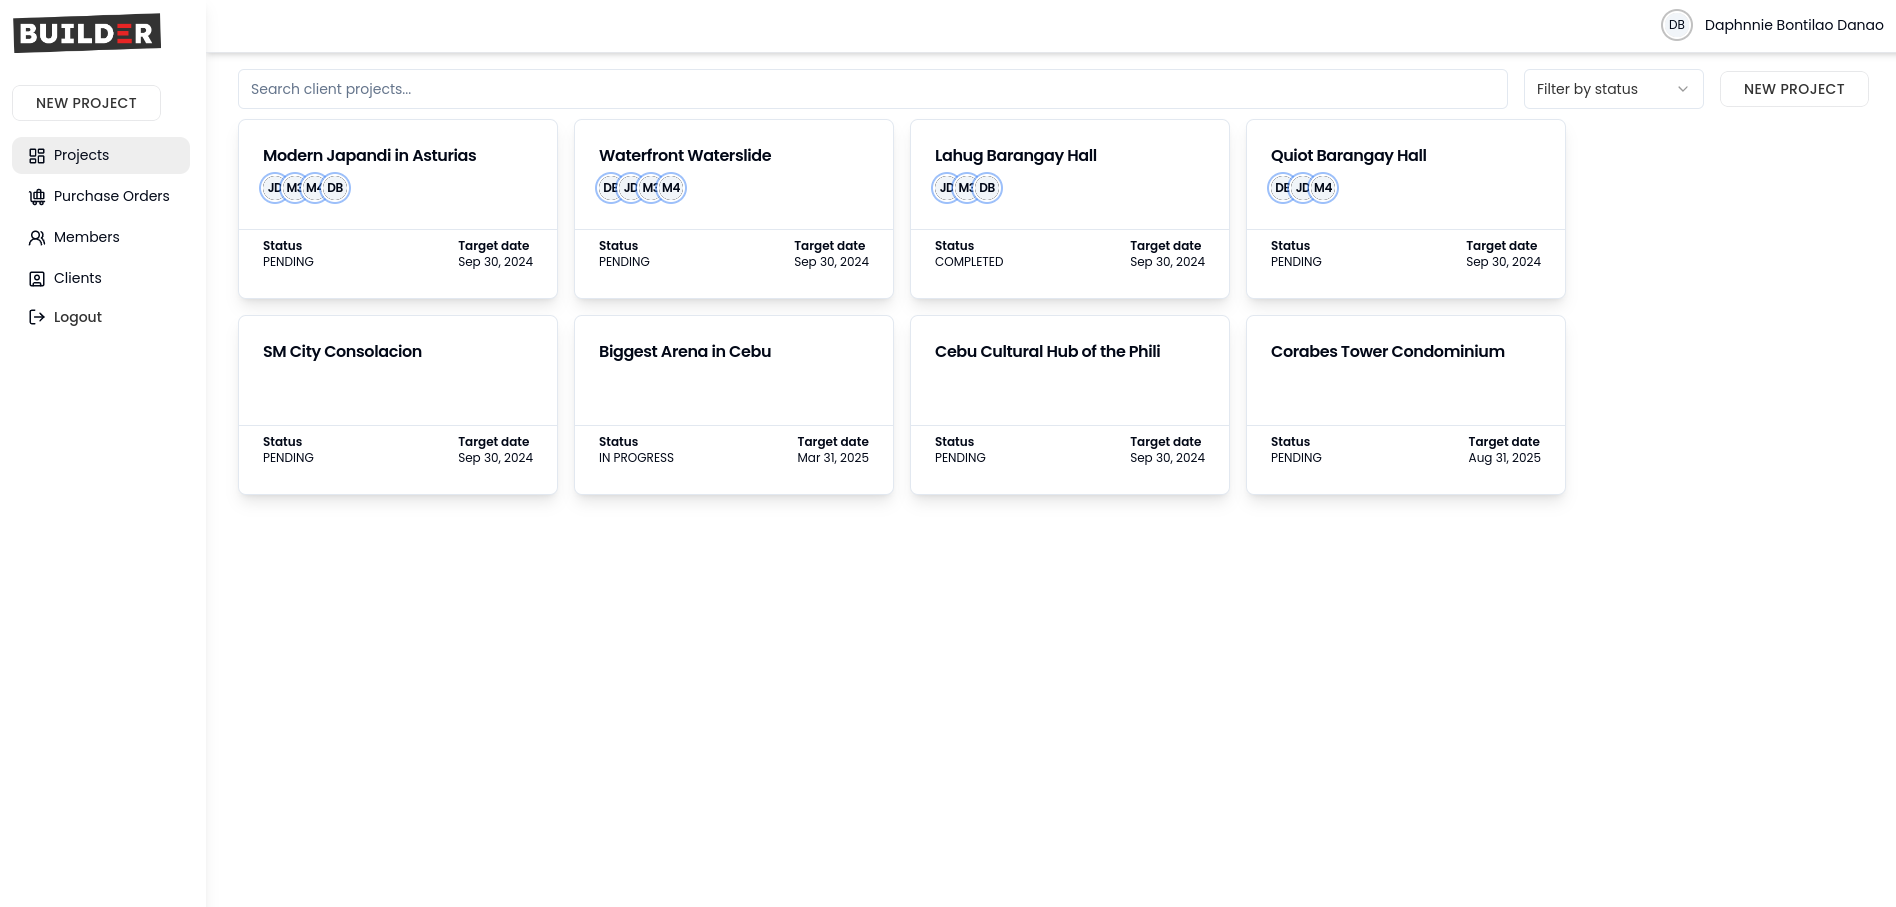 BUILDER
DB Daphnnie Bontilao Danao
NEW PROJECT
Projects
Purchase Orders
Members
Clients
Logout
Search client projects...
Filter by status
NEW PROJECT
Modern Japandi in Asturias
JD M3 M4 DB
Status Target date
PENDING Sep 30, 2024
Waterfront Waterslide
DB JD M3 M4
Status Target date
PENDING Sep 30, 2024
Lahug Barangay Hall
JD M3 DB
Status Target date
COMPLETED Sep 30, 2024
Quiot Barangay Hall
DB JD M4
Status Target date
PENDING Sep 30, 2024
SM City Consolacion
Status Target date
PENDING Sep 30, 2024
Biggest Arena in Cebu
Status Target date
IN PROGRESS Mar 31, 2025
Cebu Cultural Hub of the Phili
Status Target date
PENDING Sep 30, 2024
Corabes Tower Condominium
Status Target date
PENDING Aug 31, 2025